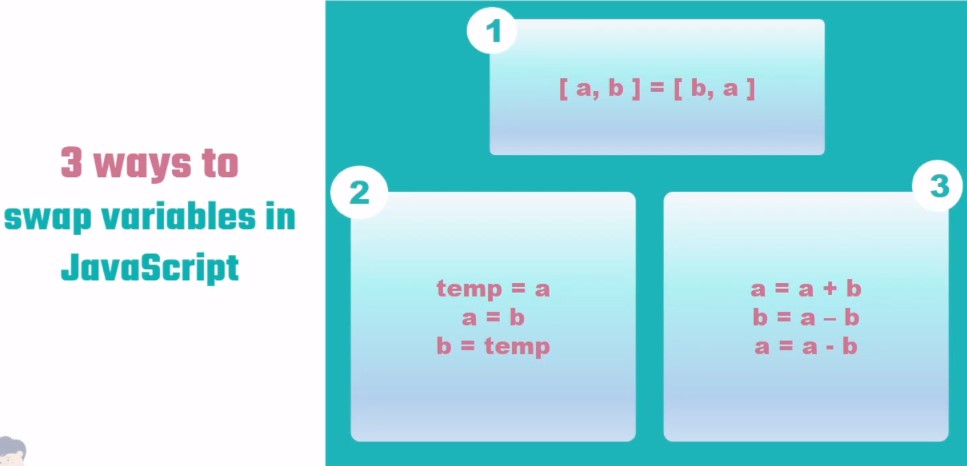 3 ways to
swap variables in
JavaScript
1
[ a, b ] = [ b, a ]
2
temp = a
a = b
b = temp
3
a = a + b
b = a – b
a = a - b